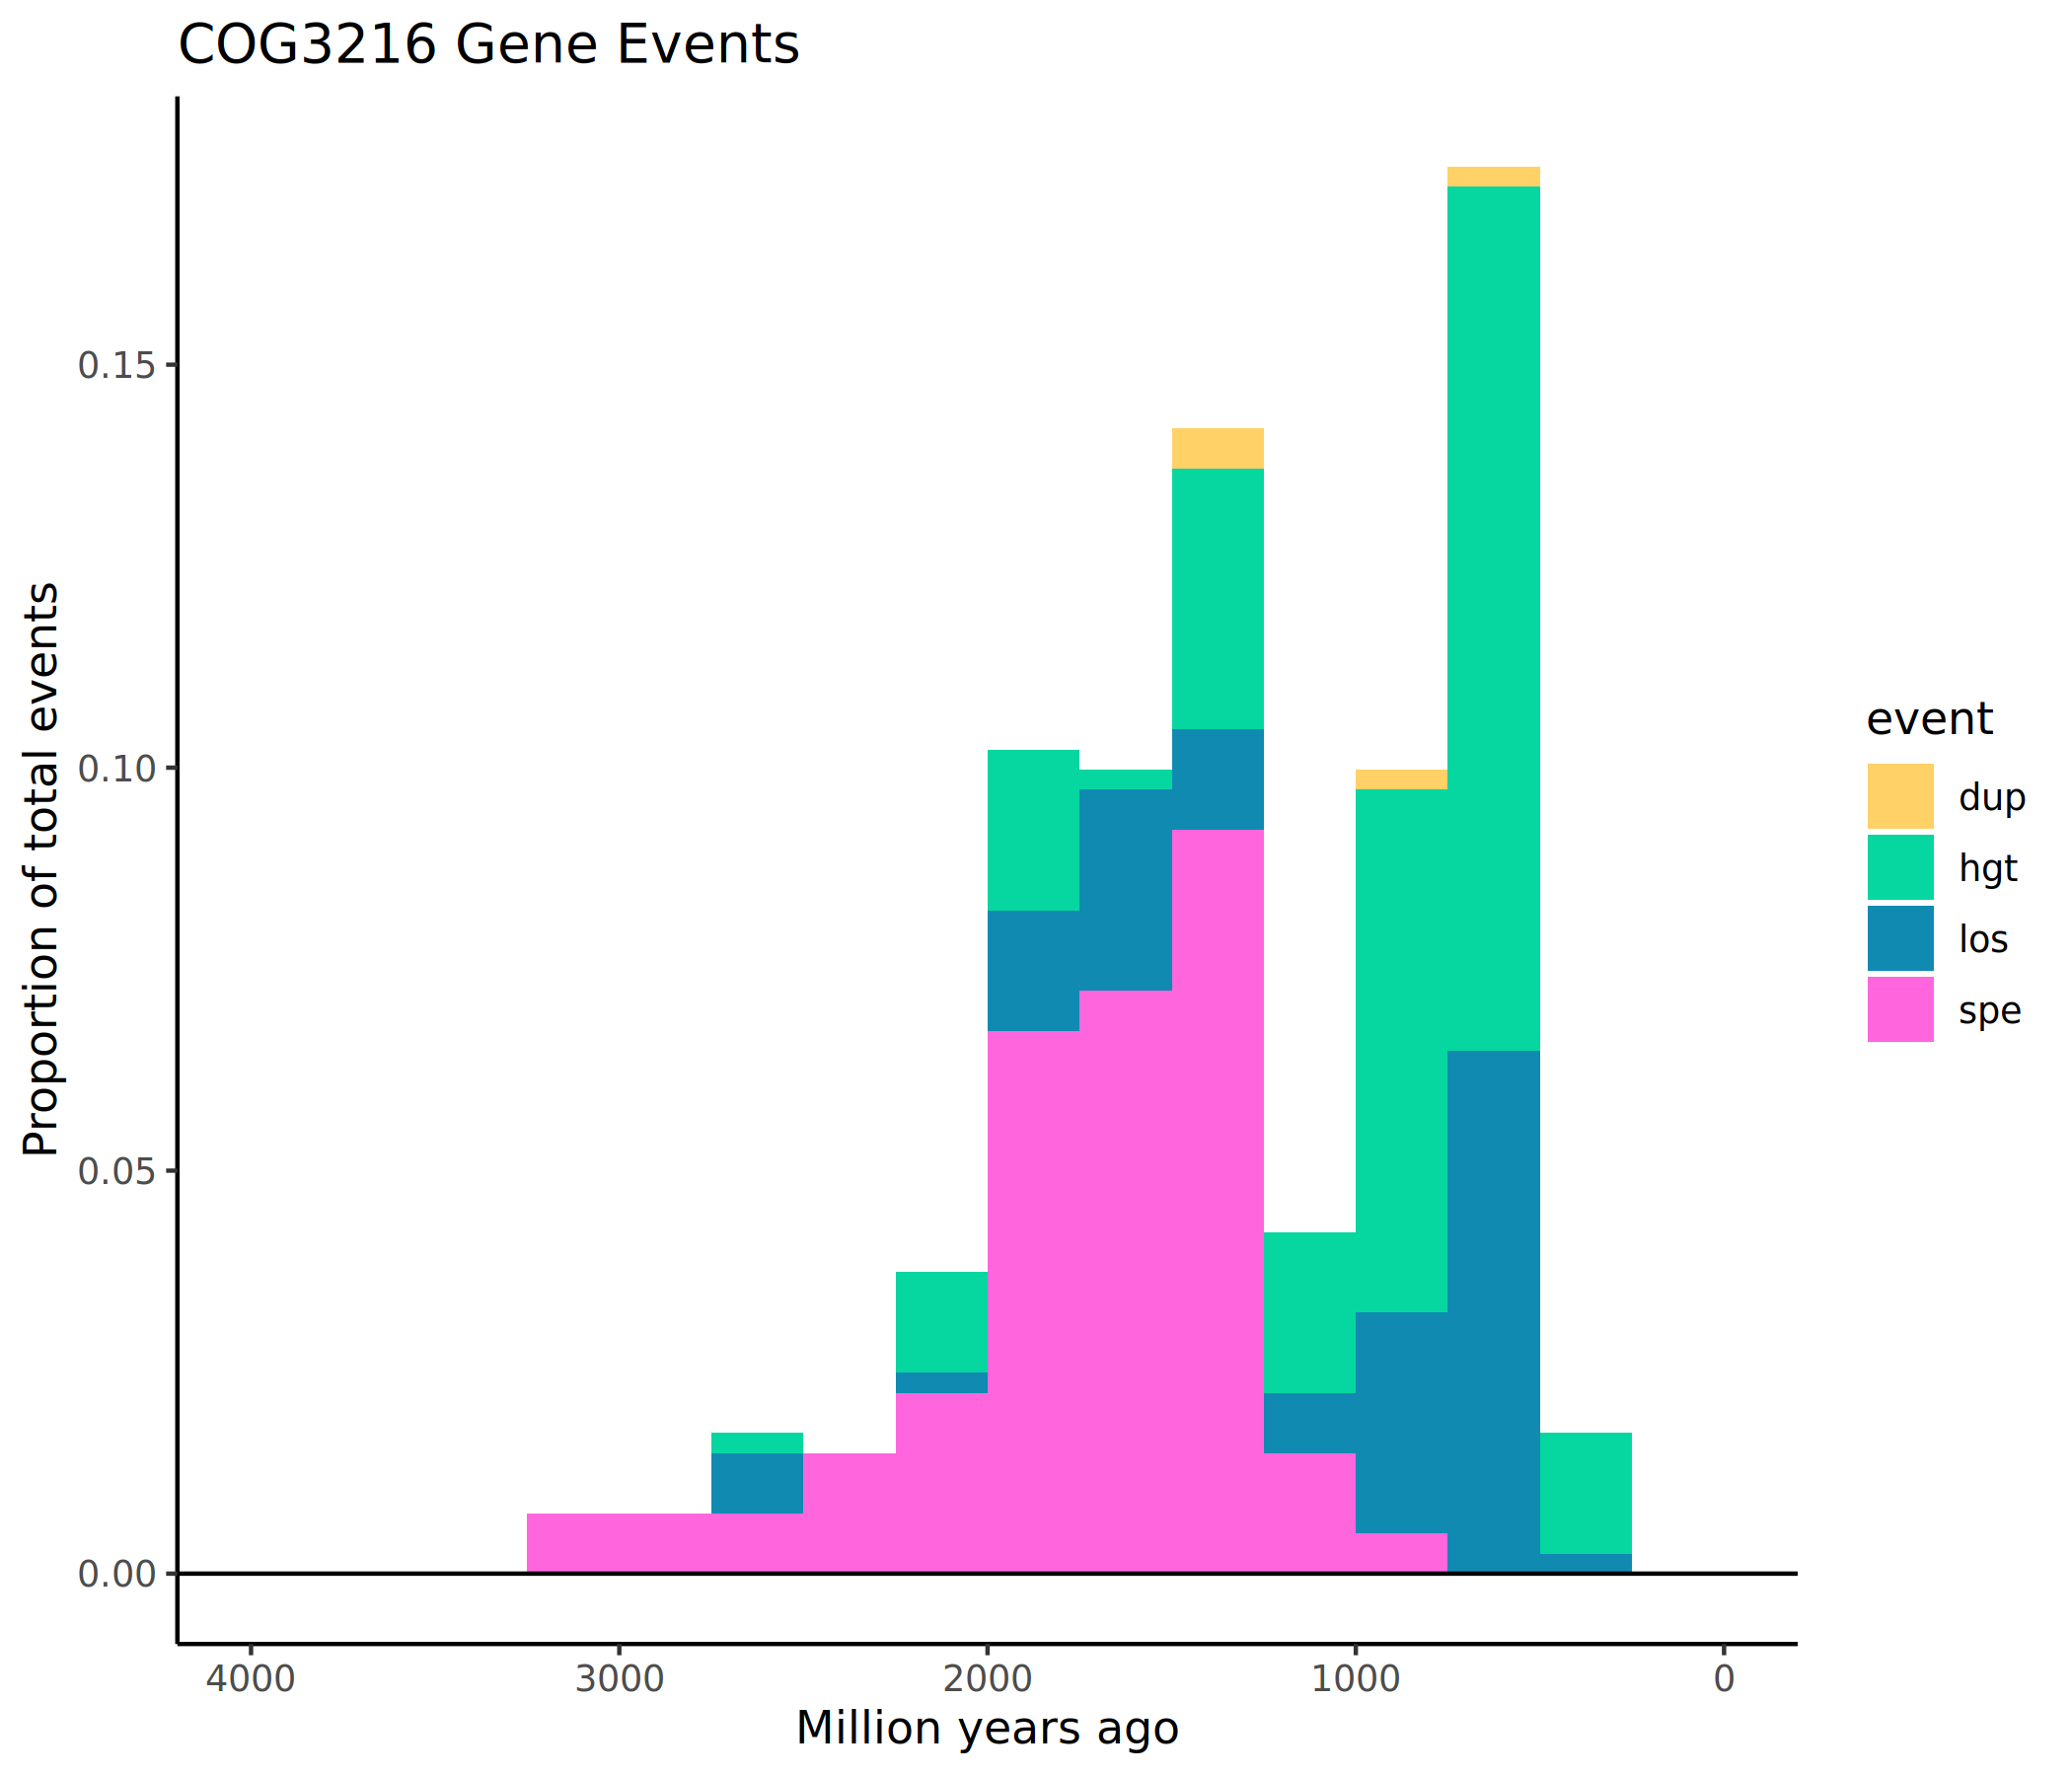 COG3216 Gene Events
Proportion of total events
0.15
0.10
0.05
0.00
4000 3000 2000 1000 0
Million years ago
event
dup
hgt
los
spe